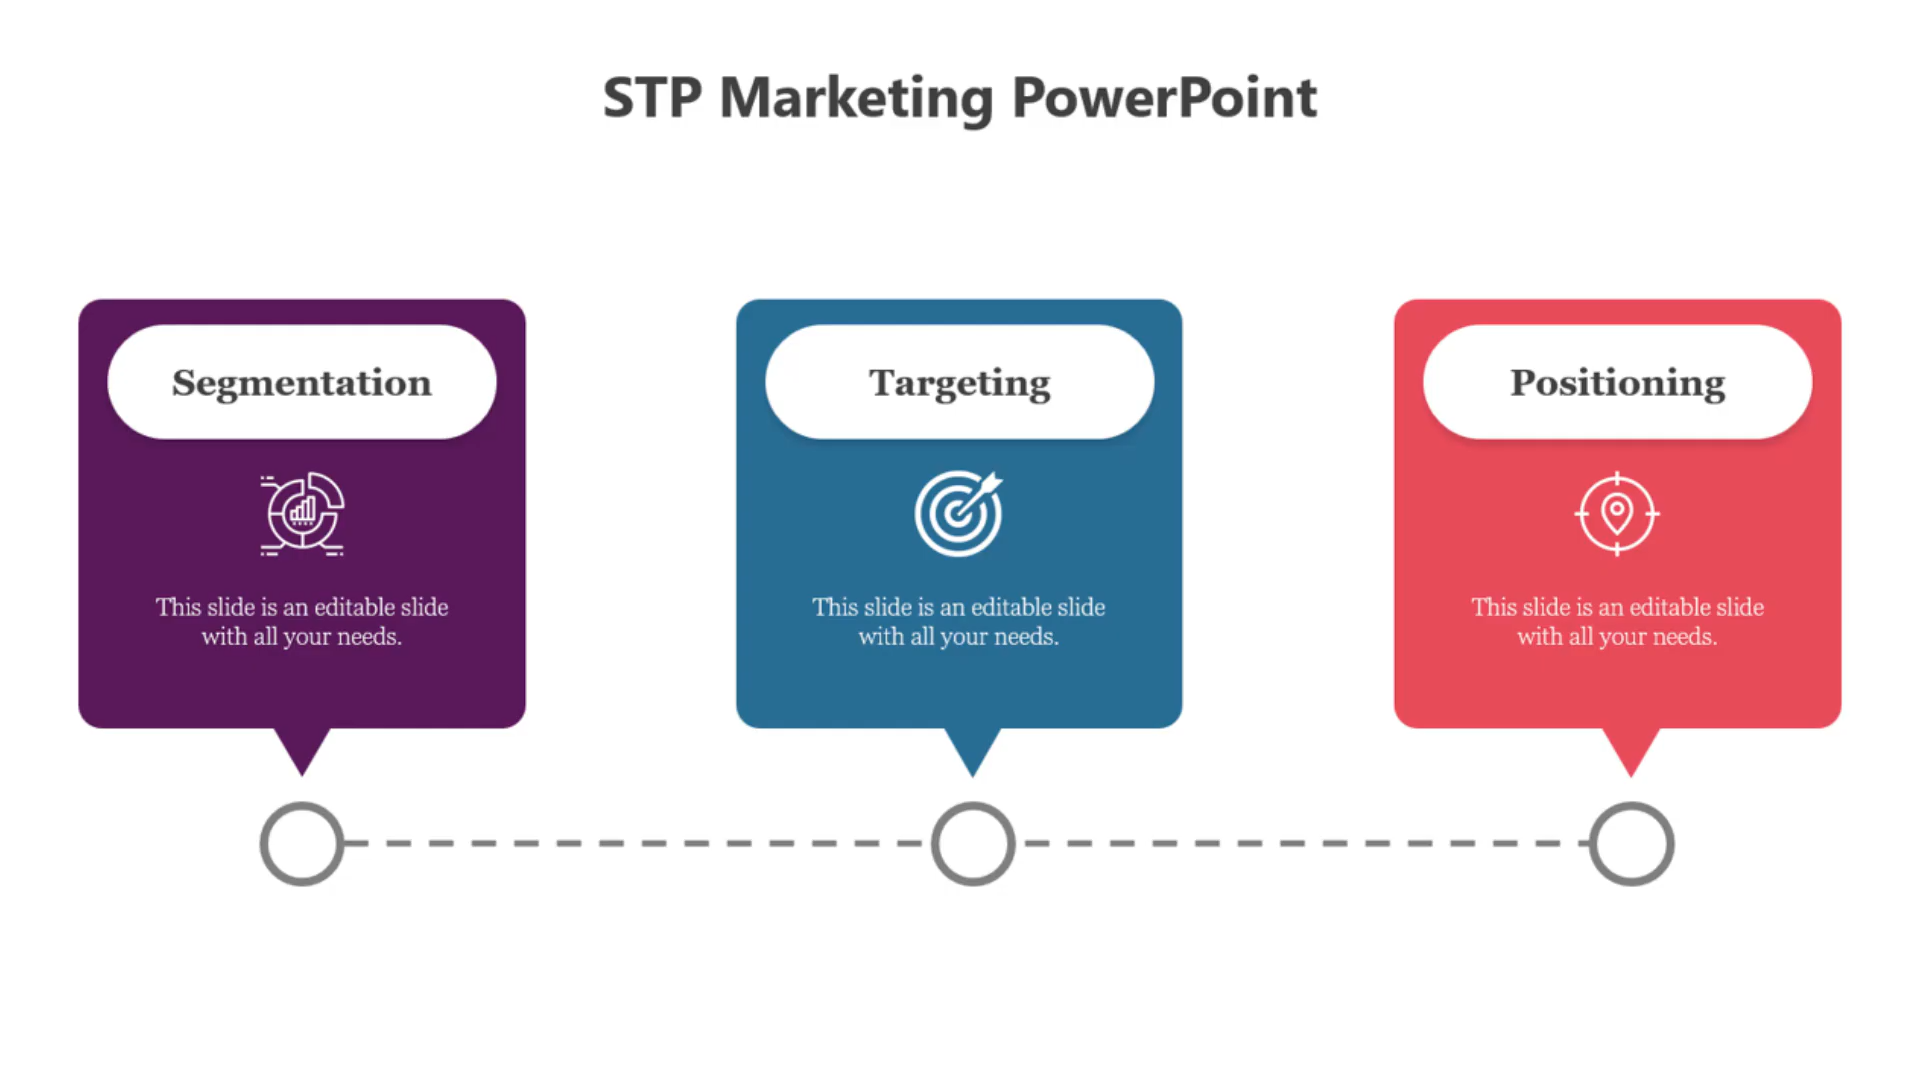 STP Marketing PowerPoint
Segmentation
This slide is an editable slide
with all your needs.
Targeting
This slide is an editable slide
with all your needs.
Positioning
This slide is an editable slide
with all your needs.